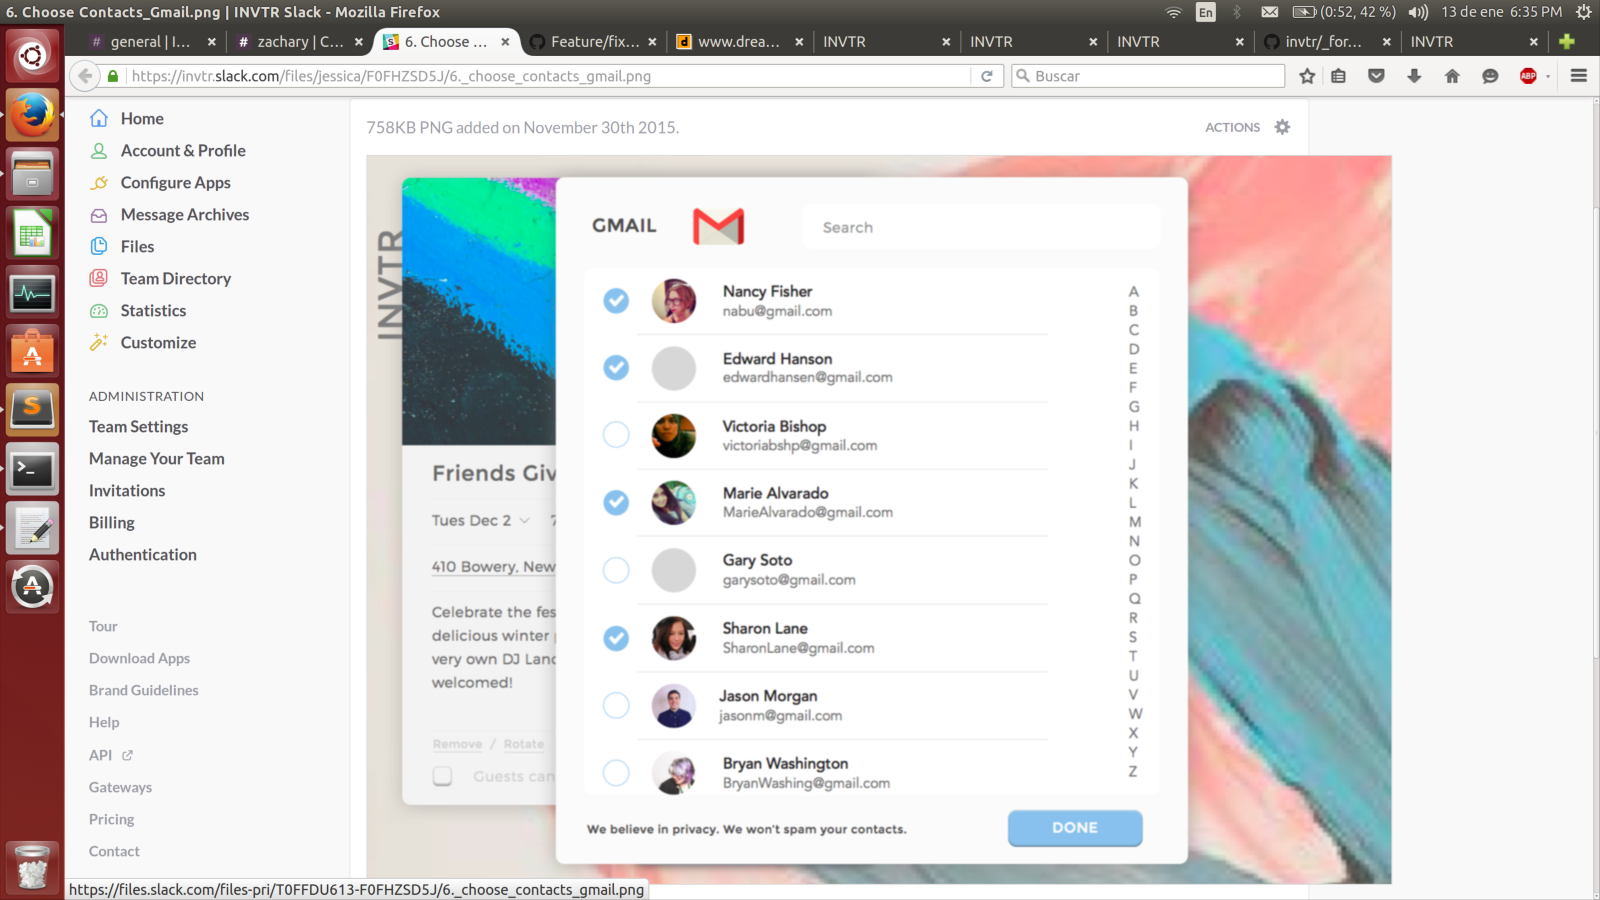 6. Choose Contacts_Gmail.png | INVTR Slack - Mozilla Firefox
En
(0:52, 42 %)
13 de ene 6:35 PM
# general | I...
# zachary | C...
6. Choose ...
Feature/fix...
www.drea...
INVTR
INVTR
INVTR
invtr/_for...
INVTR
https://invtr.slack.com/files/jessica/F0FHZSD5J/6._choose_contacts_gmail.png
Buscar
ABP
Home
Account & Profile
Configure Apps
Message Archives
Files
Team Directory
Statistics
Customize
ADMINISTRATION
Team Settings
Manage Your Team
Invitations
Billing
Authentication
Tour
Download Apps
Brand Guidelines
Help
API
Gateways
Pricing
Contact
758KB PNG added on November 30th 2015.
ACTIONS
INVTR
Friends Giv
Tues Dec 2
7
410 Bowery, New
Celebrate the fes
delicious winter
very own DJ Lanc
welcomed!
Remove / Rotate
Guests can
GMAIL
Search
Nancy Fisher
nabu@gmail.com
Edward Hanson
edwardhansen@gmail.com
Victoria Bishop
victoriabshp@gmail.com
Marie Alvarado
MarieAlvarado@gmail.com
Gary Soto
garysoto@gmail.com
Sharon Lane
SharonLane@gmail.com
Jason Morgan
jasonm@gmail.com
Bryan Washington
BryanWashing@gmail.com
A
B
C
D
E
F
G
H
I
J
K
L
M
N
O
P
Q
R
S
T
U
V
W
X
Y
Z
We believe in privacy. We won't spam your contacts.
DONE
https://files.slack.com/files-pri/T0FFDU613-F0FHZSD5J/6._choose_contacts_gmail.png